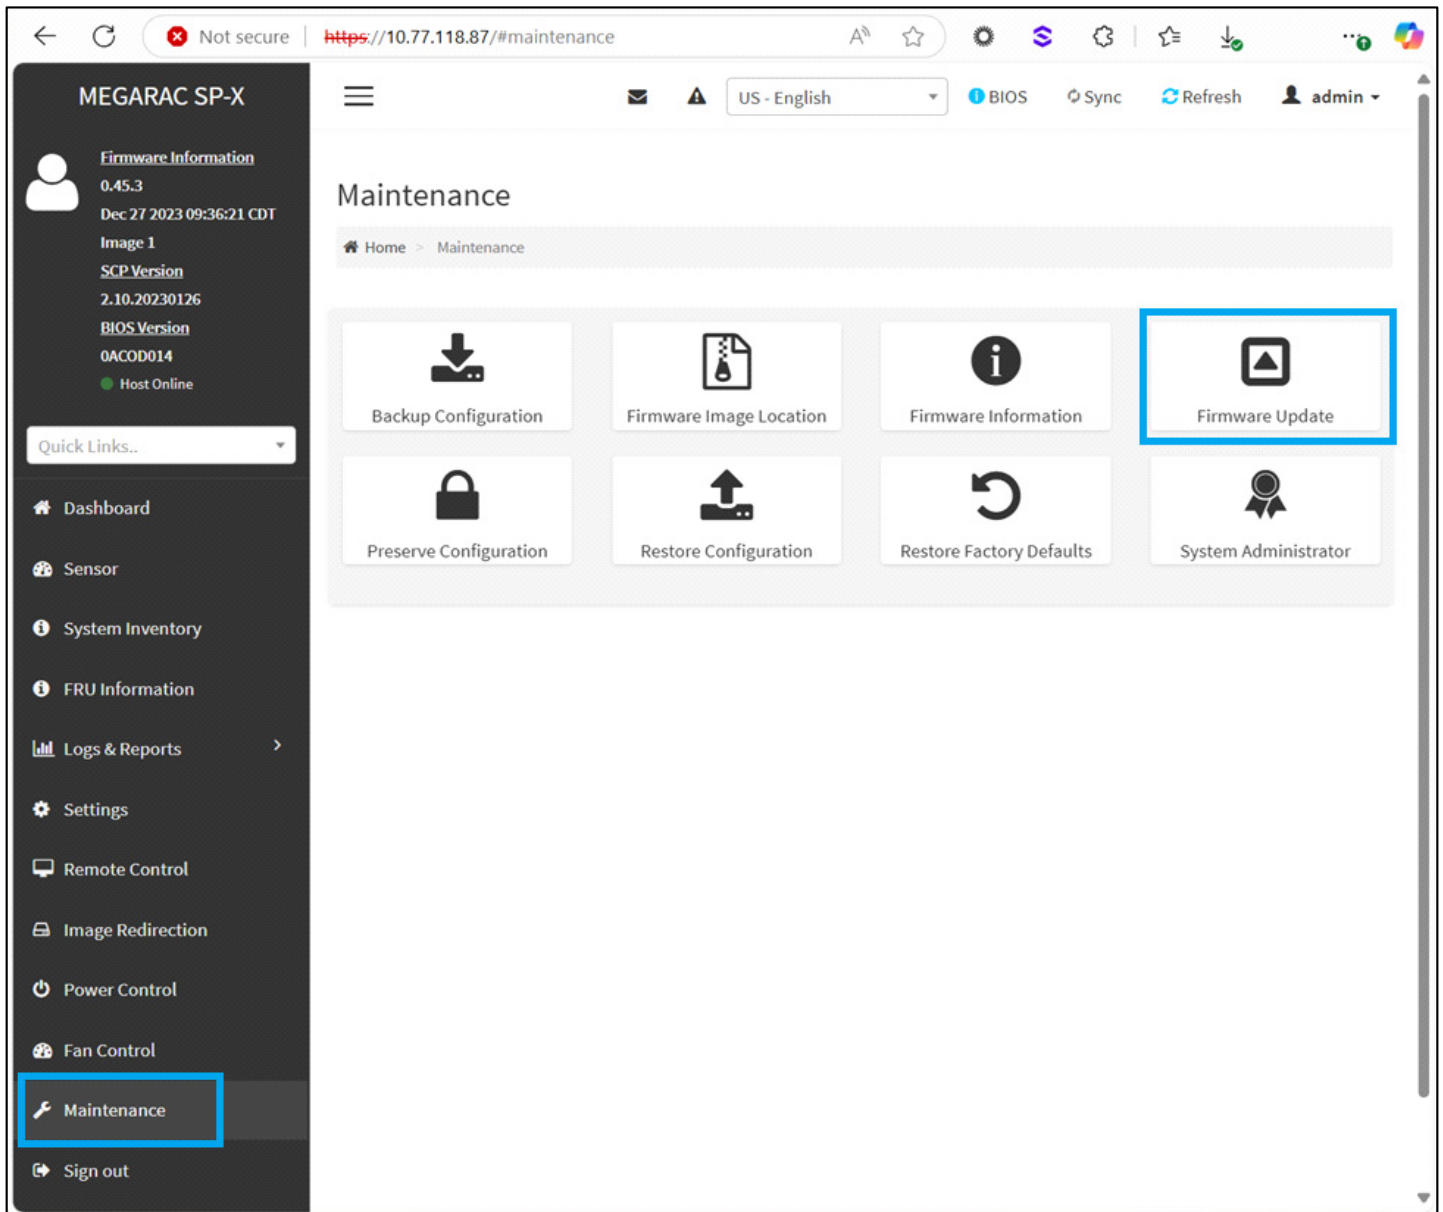 Not secure https://10.77.118.87/#maintenance
MEGARAC SP-X
US - English BIOS Sync Refresh admin
Firmware Information
0.45.3
Dec 27 2023 09:36:21 CDT
Image 1
SCP Version
2.10.20230126
BIOS Version
0ACOD014
Host Online
Quick Links..
Dashboard
Sensor
System Inventory
FRU Information
Logs & Reports
Settings
Remote Control
Image Redirection
Power Control
Fan Control
Maintenance
Sign out
Maintenance
Home > Maintenance
Backup Configuration Firmware Image Location Firmware Information Firmware Update
Preserve Configuration Restore Configuration Restore Factory Defaults System Administrator